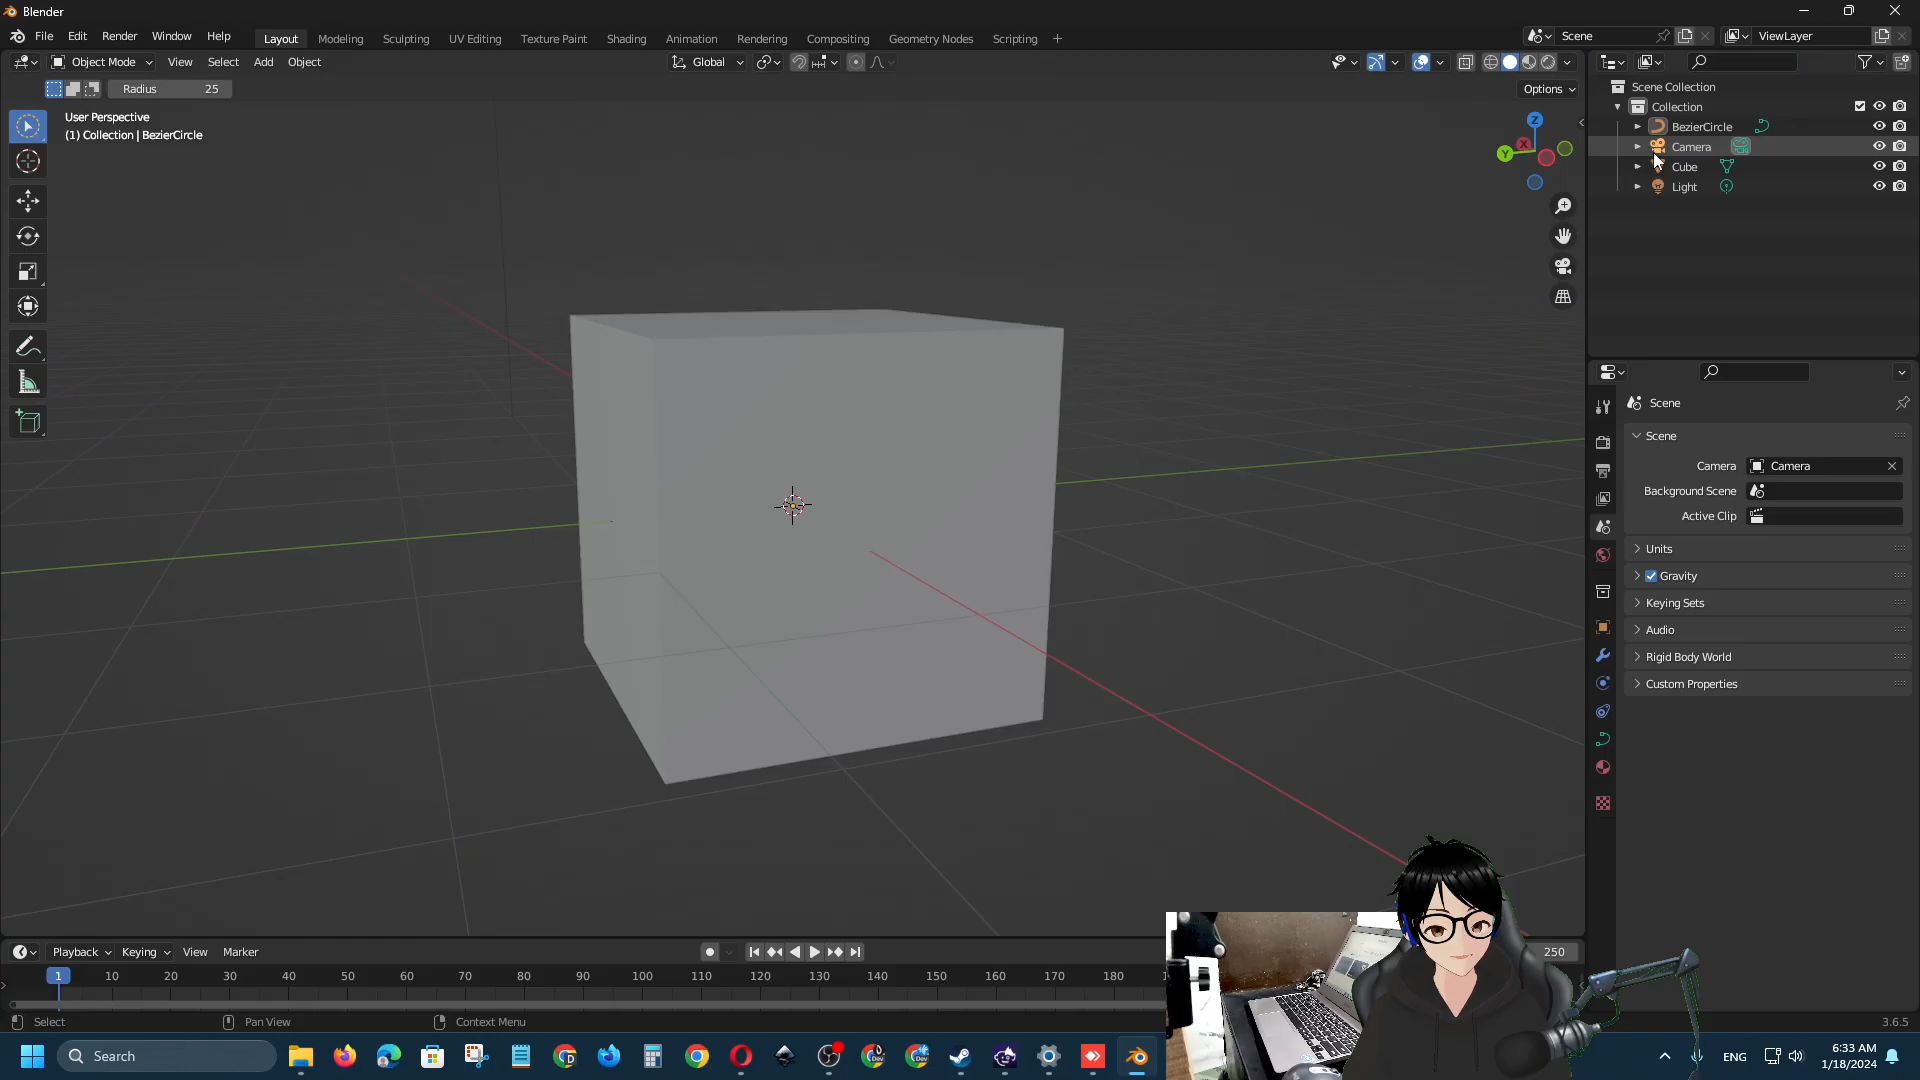 Blender
File Edit Render Window Help Layout Modeling Sculpting UV Editing Texture Paint Shading Animation Rendering Compositing Geometry Nodes Scripting + Scene ViewLayer
Object Mode View Select Add Object Global
Radius 25 Options
User Perspective
(1) Collection | BezierCircle
Z
X
Y
Scene Collection
Collection
BezierCircle
Camera
Cube
Light
Scene
Scene
Camera Camera
Background Scene
Active Clip
Units
Gravity
Keying Sets
Audio
Rigid Body World
Custom Properties
Playback Keying View Marker 250
1 10 20 30 40 50 60 70 80 90 100 110 120 130 140 150 160 170 180
Select Pan View Context Menu 3.6.5
Search ENG 6:33 AM
1/18/2024